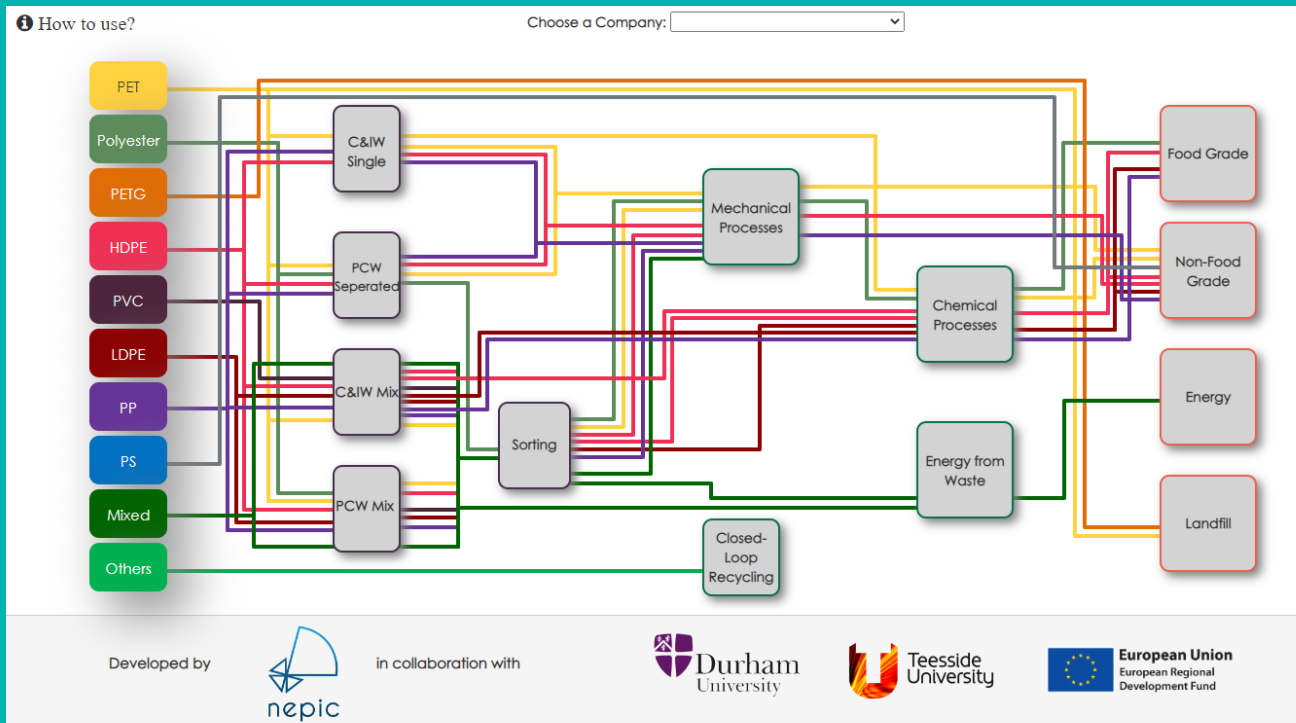 How to use?
Choose a Company:
PET
Polyester
PETG
HDPE
PVC
LDPE
PP
PS
Mixed
Others
C&IW
Single
PCW
Seperated
C&IW Mix
PCW Mix
Sorting
Mechanical
Processes
Chemical
Processes
Energy from
Waste
Closed-
Loop
Recycling
Food Grade
Non-Food
Grade
Energy
Landfill
Developed by
nepic
in collaboration with
Durham
University
Teesside
University
European Union
European Regional
Development Fund